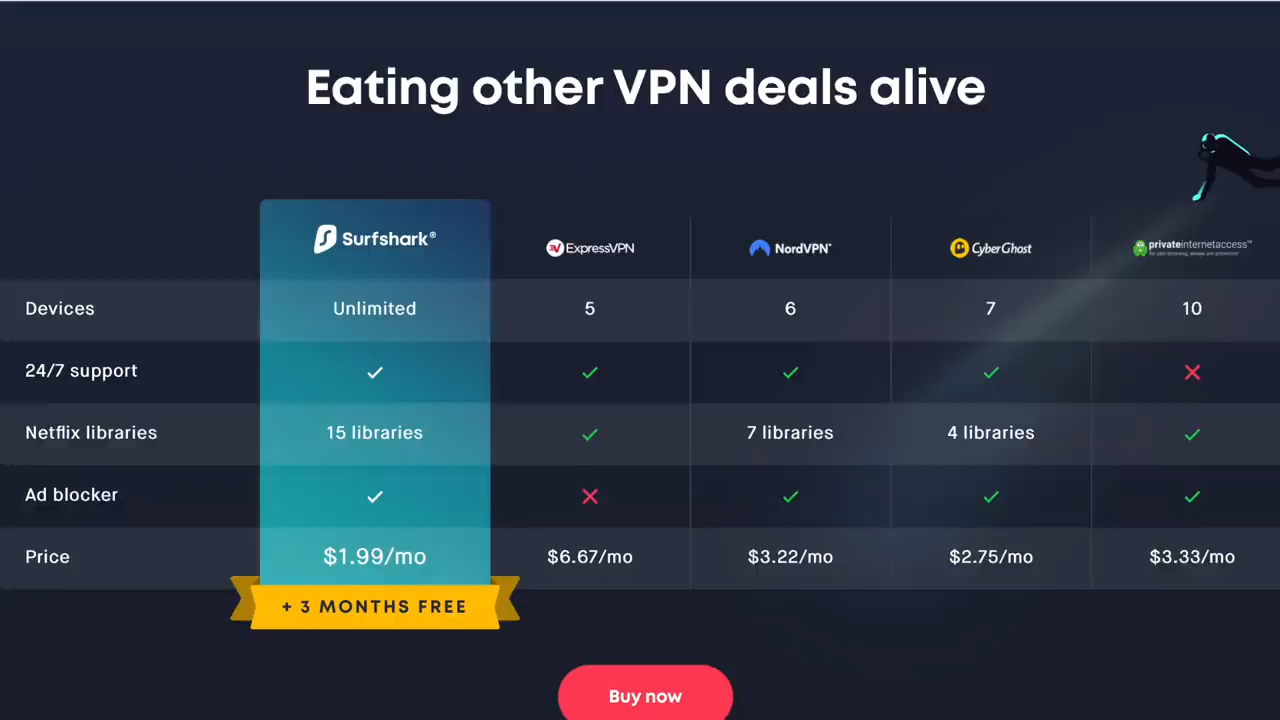 Eating other VPN deals alive
Surfshark® ExpressVPN NordVPN® CyberGhost privateinternetaccess™
Devices Unlimited 5 6 7 10
24/7 support
Netflix libraries 15 libraries 7 libraries 4 libraries
Ad blocker
Price $1.99/mo $6.67/mo $3.22/mo $2.75/mo $3.33/mo
+ 3 MONTHS FREE
Buy now